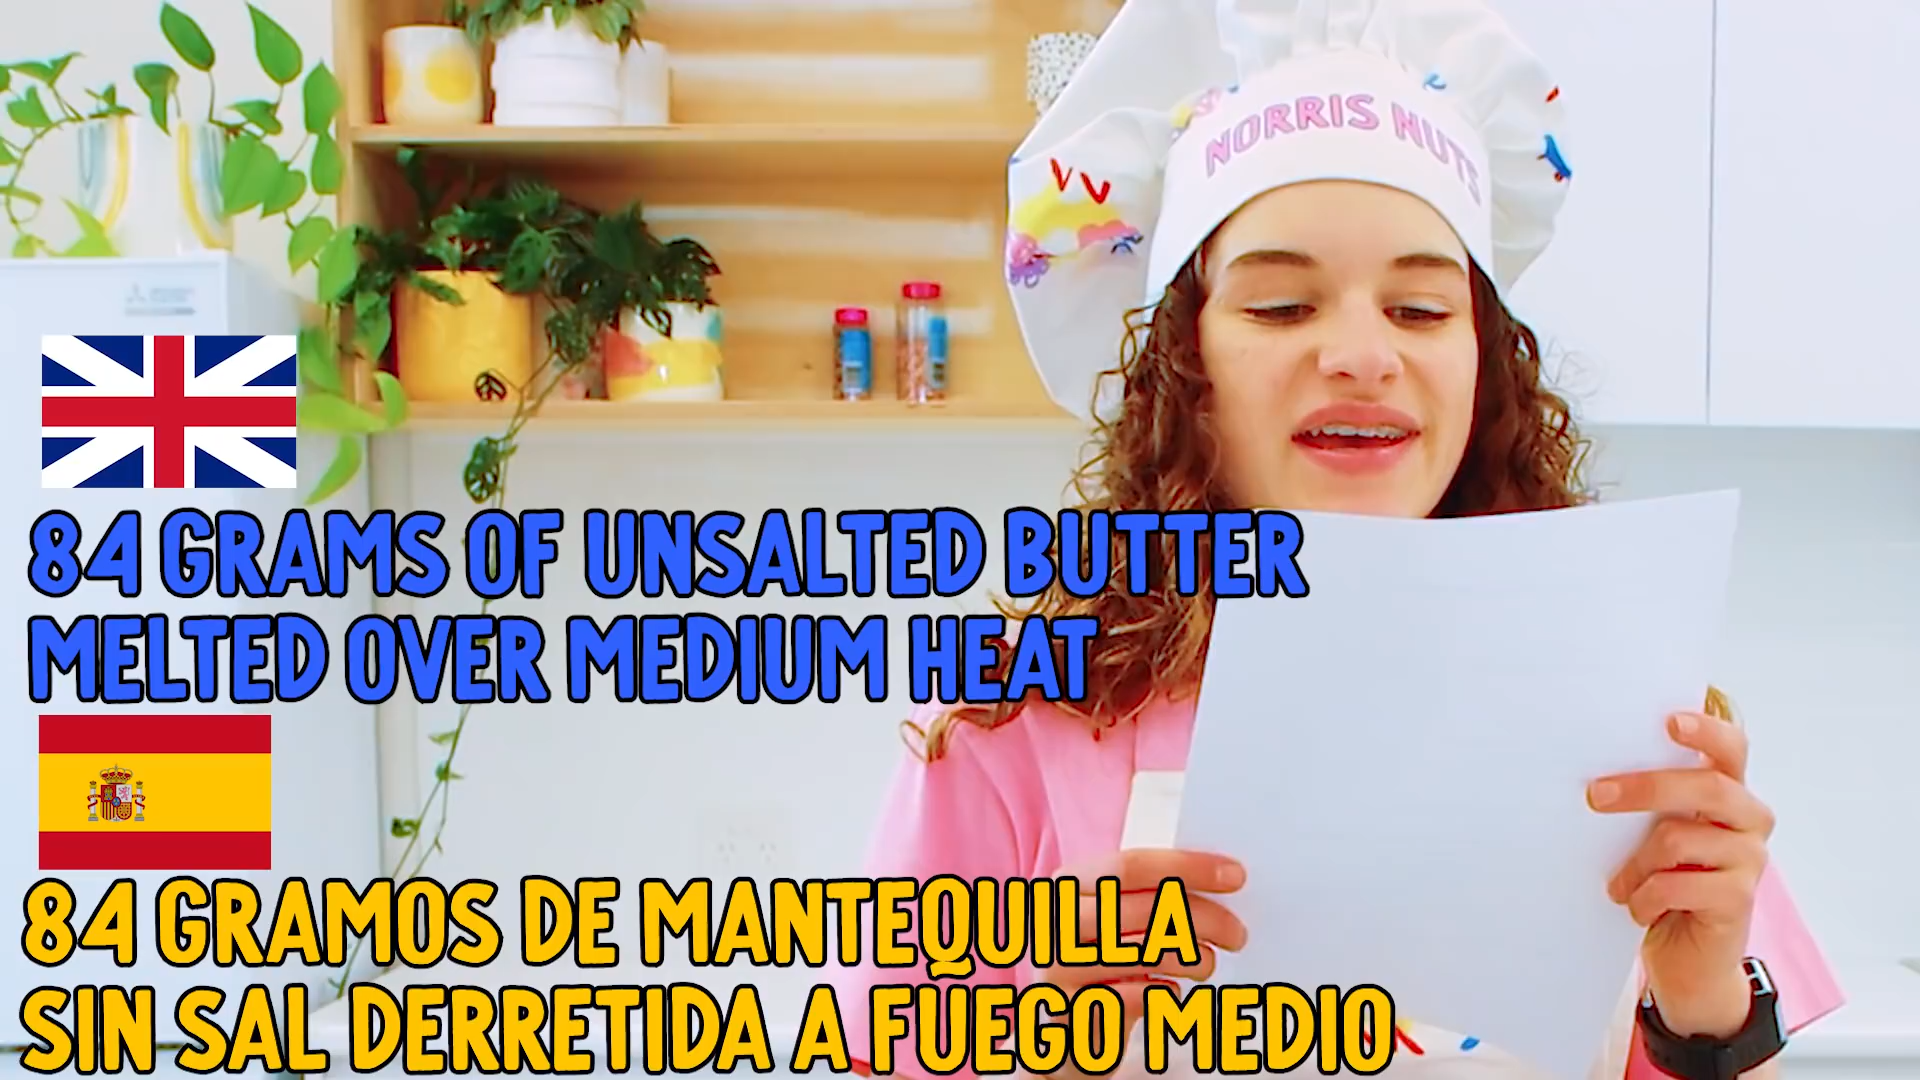 NORRIS NUTS
84 GRAMS OF UNSALTED BUTTER
MELTED OVER MEDIUM HEAT
84 GRAMOS DE MANTEQUILLA
SIN SAL DERRETIDA A FUEGO MEDIO